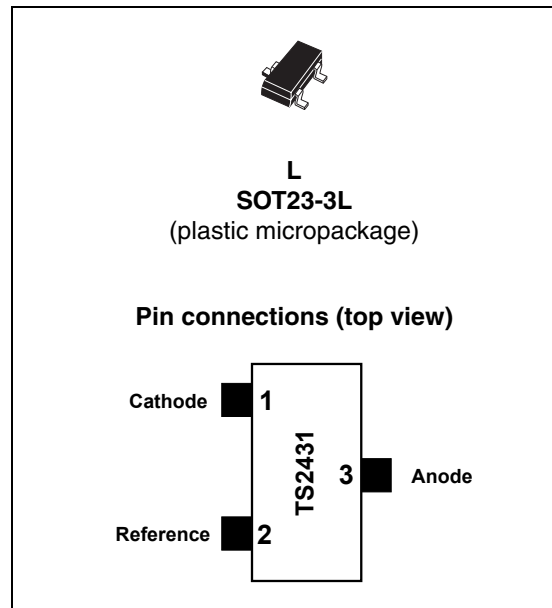 L
SOT23-3L
(plastic micropackage)
Pin connections (top view)
Cathode 1
TS2431
3 Anode
Reference 2